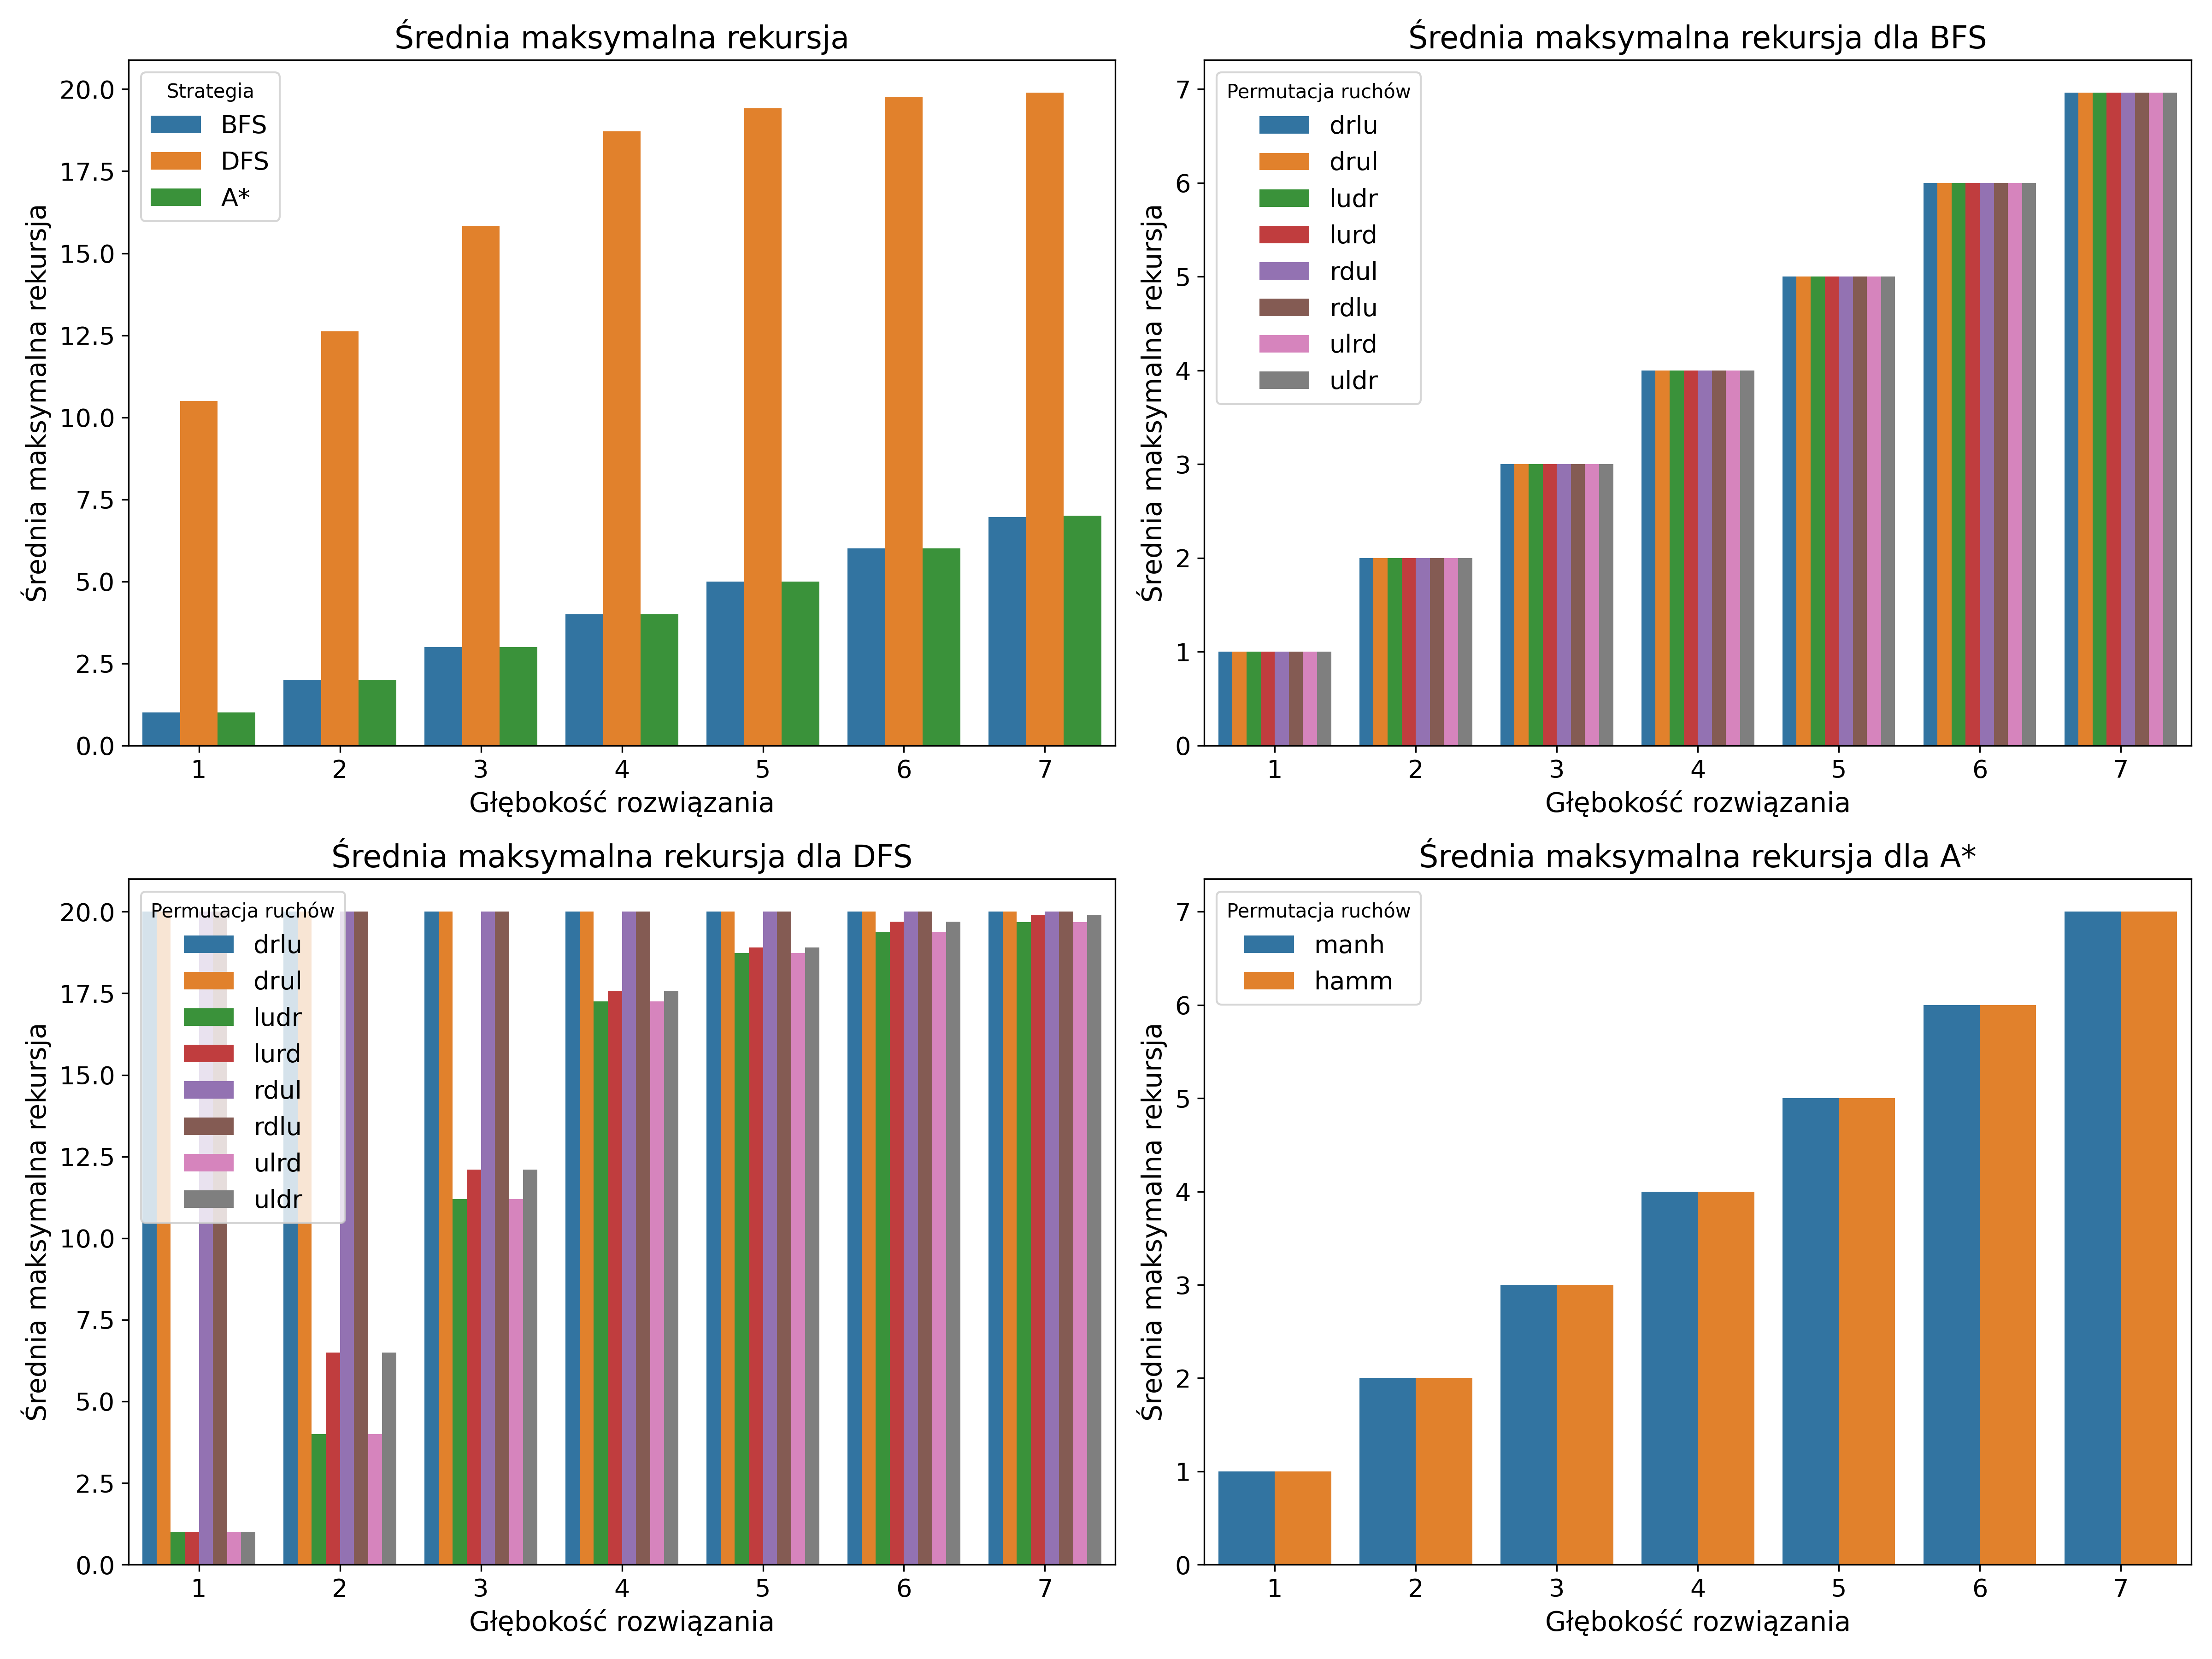 Średnia maksymalna rekursja
Średnia maksymalna rekursja
20.0
17.5
15.0
12.5
10.0
7.5
5.0
2.5
0.0
Strategia
BFS
DFS
A*
1 2 3 4 5 6 7
Głębokość rozwiązania
Średnia maksymalna rekursja dla BFS
Średnia maksymalna rekursja
7
6
5
4
3
2
1
0
Permutacja ruchów
drlu
drul
ludr
lurd
rdul
rdlu
ulrd
uldr
1 2 3 4 5 6 7
Głębokość rozwiązania
Średnia maksymalna rekursja dla DFS
Średnia maksymalna rekursja
20.0
17.5
15.0
12.5
10.0
7.5
5.0
2.5
0.0
Permutacja ruchów
drlu
drul
ludr
lurd
rdul
rdlu
ulrd
uldr
1 2 3 4 5 6 7
Głębokość rozwiązania
Średnia maksymalna rekursja dla A*
Średnia maksymalna rekursja
7
6
5
4
3
2
1
0
Permutacja ruchów
manh
hamm
1 2 3 4 5 6 7
Głębokość rozwiązania